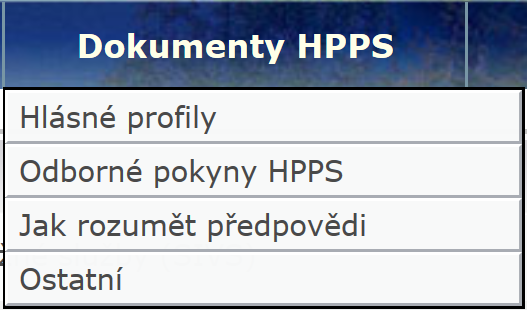 Dokumenty HPPS
Hlásné profily
Odborné pokyny HPPS
Jak rozumět předpovědi
Ostatní